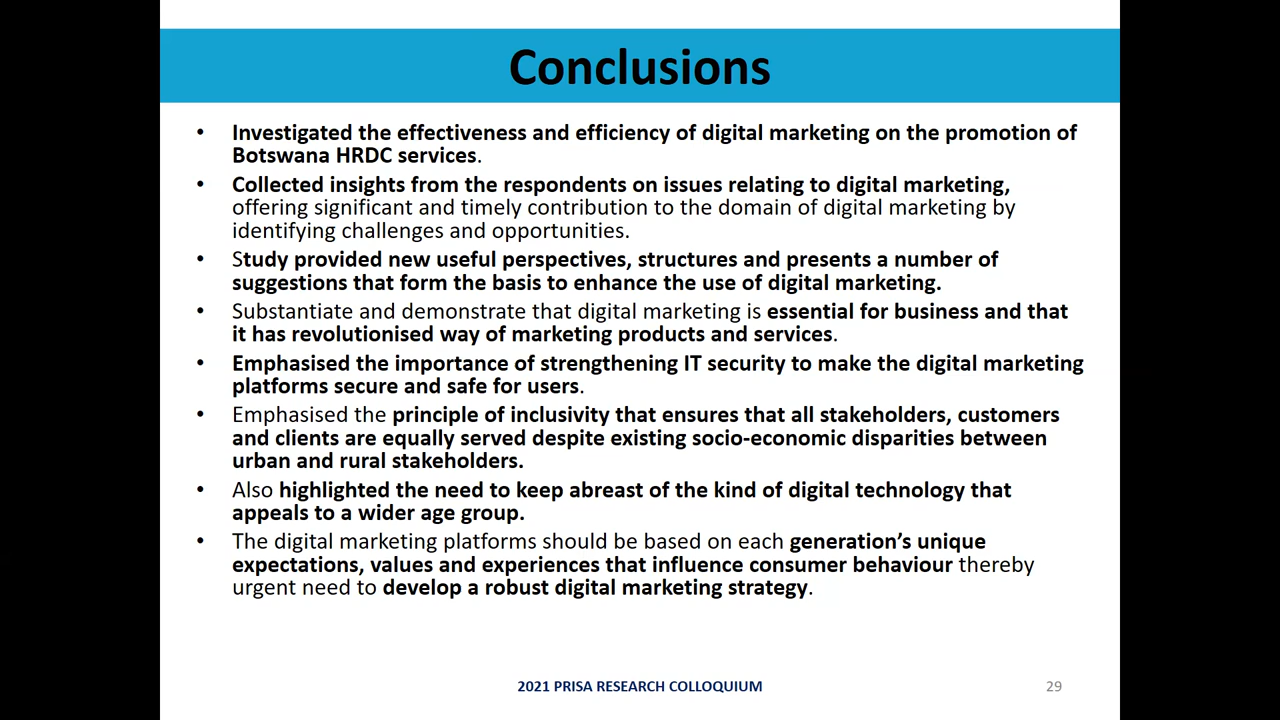 Conclusions
• Investigated the effectiveness and efficiency of digital marketing on the promotion of
Botswana HRDC services.
• Collected insights from the respondents on issues relating to digital marketing,
offering significant and timely contribution to the domain of digital marketing by
identifying challenges and opportunities.
• Study provided new useful perspectives, structures and presents a number of
suggestions that form the basis to enhance the use of digital marketing.
• Substantiate and demonstrate that digital marketing is essential for business and that
it has revolutionised way of marketing products and services.
• Emphasised the importance of strengthening IT security to make the digital marketing
platforms secure and safe for users.
• Emphasised the principle of inclusivity that ensures that all stakeholders, customers
and clients are equally served despite existing socio-economic disparities between
urban and rural stakeholders.
• Also highlighted the need to keep abreast of the kind of digital technology that
appeals to a wider age group.
• The digital marketing platforms should be based on each generation’s unique
expectations, values and experiences that influence consumer behaviour thereby
urgent need to develop a robust digital marketing strategy.
2021 PRISA RESEARCH COLLOQUIUM
29